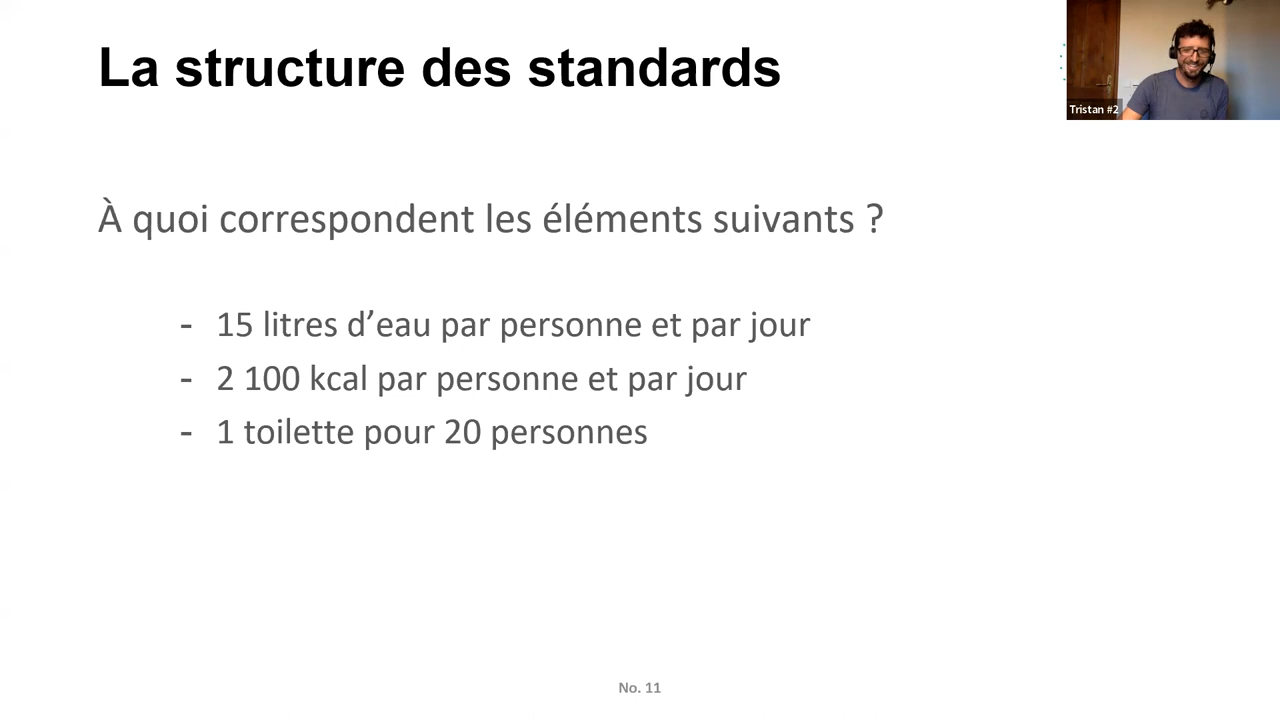 La structure des standards
Tristan #2
À quoi correspondent les éléments suivants ?
- 15 litres d’eau par personne et par jour
- 2 100 kcal par personne et par jour
- 1 toilette pour 20 personnes
No. 11